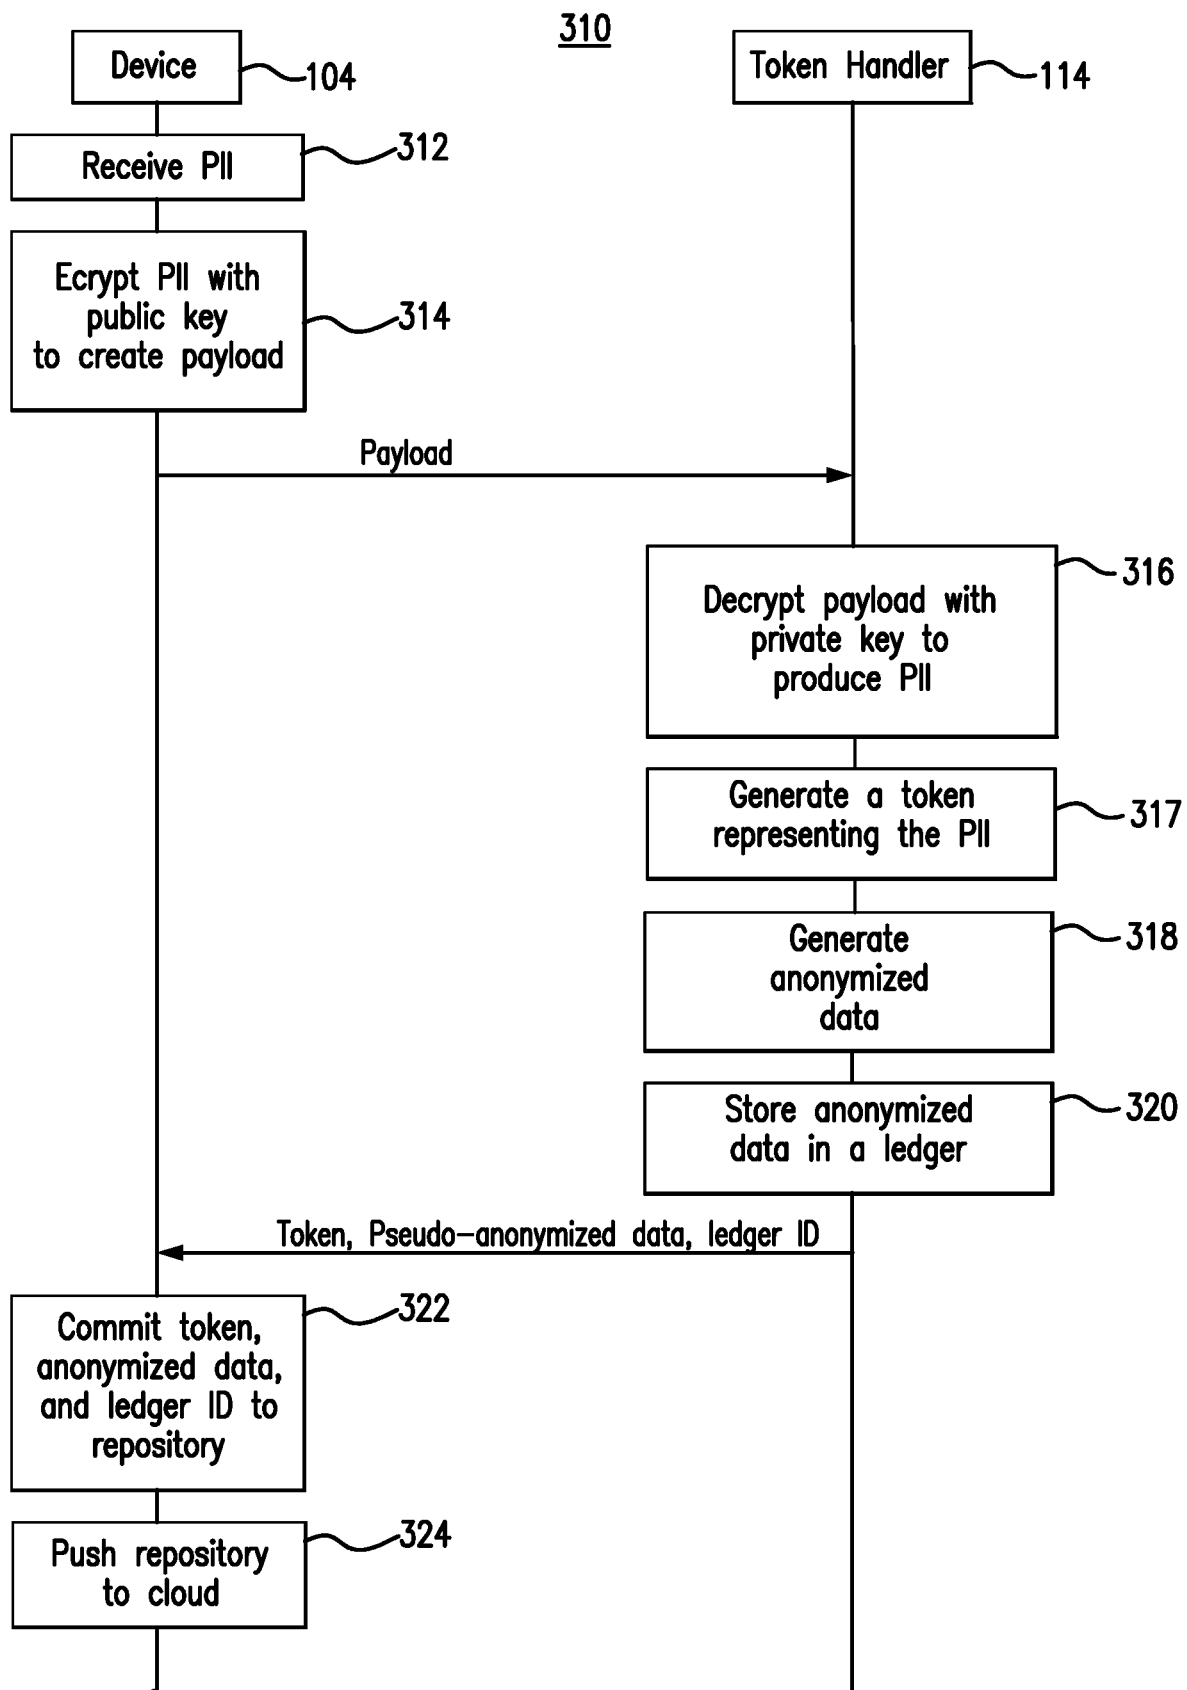 310
Device
104
Token Handler
114
Receive PII
312
Ecrypt PII with
public key
to create payload
314
Payload
Decrypt payload with
private key to
produce PII
316
Generate a token
representing the PII
317
Generate
anonymized
data
318
Store anonymized
data in a ledger
320
Token, Pseudo-anonymized data, ledger ID
Commit token,
anonymized data,
and ledger ID to
repository
322
Push repository
to cloud
324